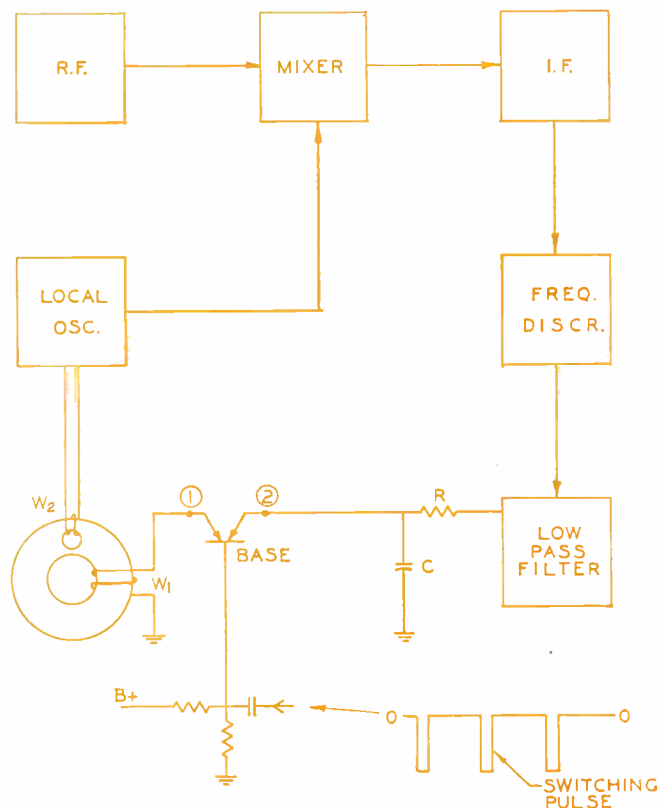 R.F.
MIXER
I.F.
LOCAL
OSC.
FREQ.
DISCR.
W2
1
2
R
BASE
C
LOW
PASS
FILTER
W1
B+
0
0
SWITCHING
PULSE